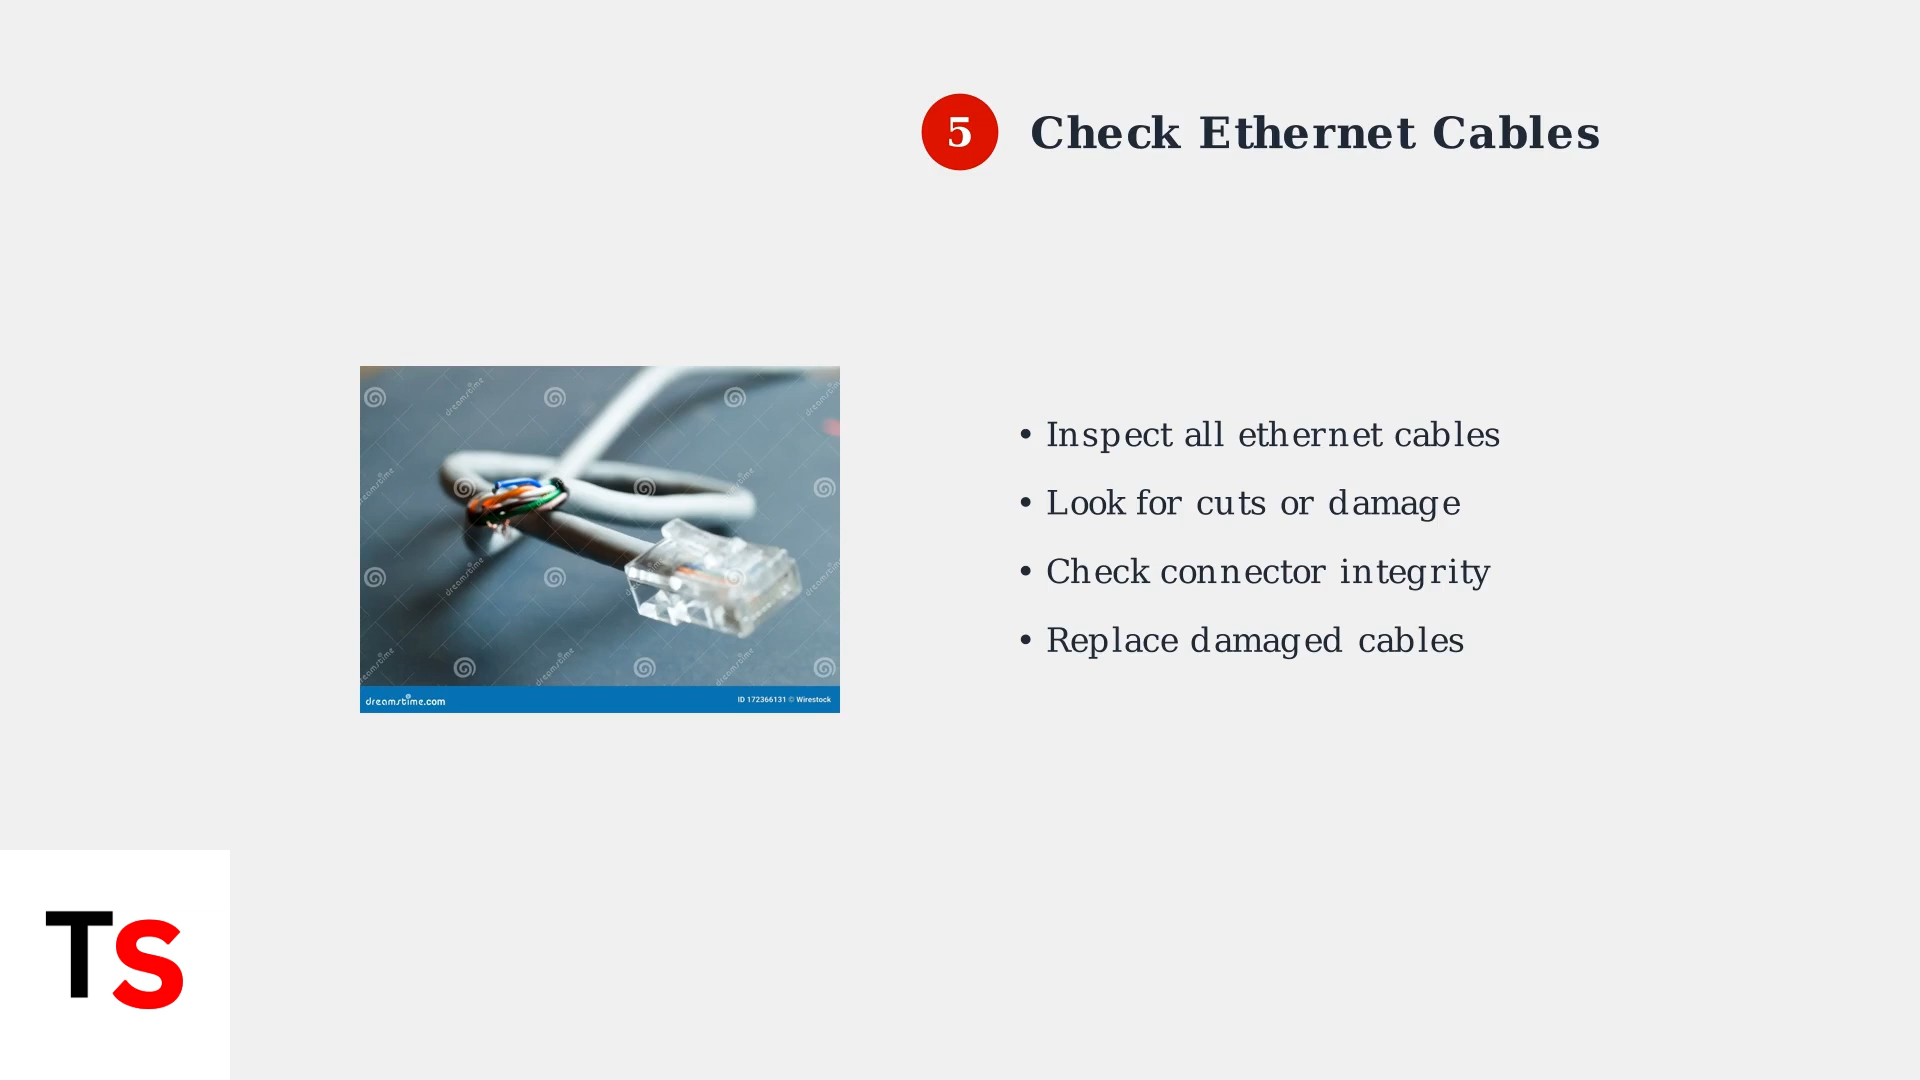 5 Check Ethernet Cables
• Inspect all ethernet cables
• Look for cuts or damage
• Check connector integrity
• Replace damaged cables
dreamstime.com
ID 172366131 © Wirestock
TS